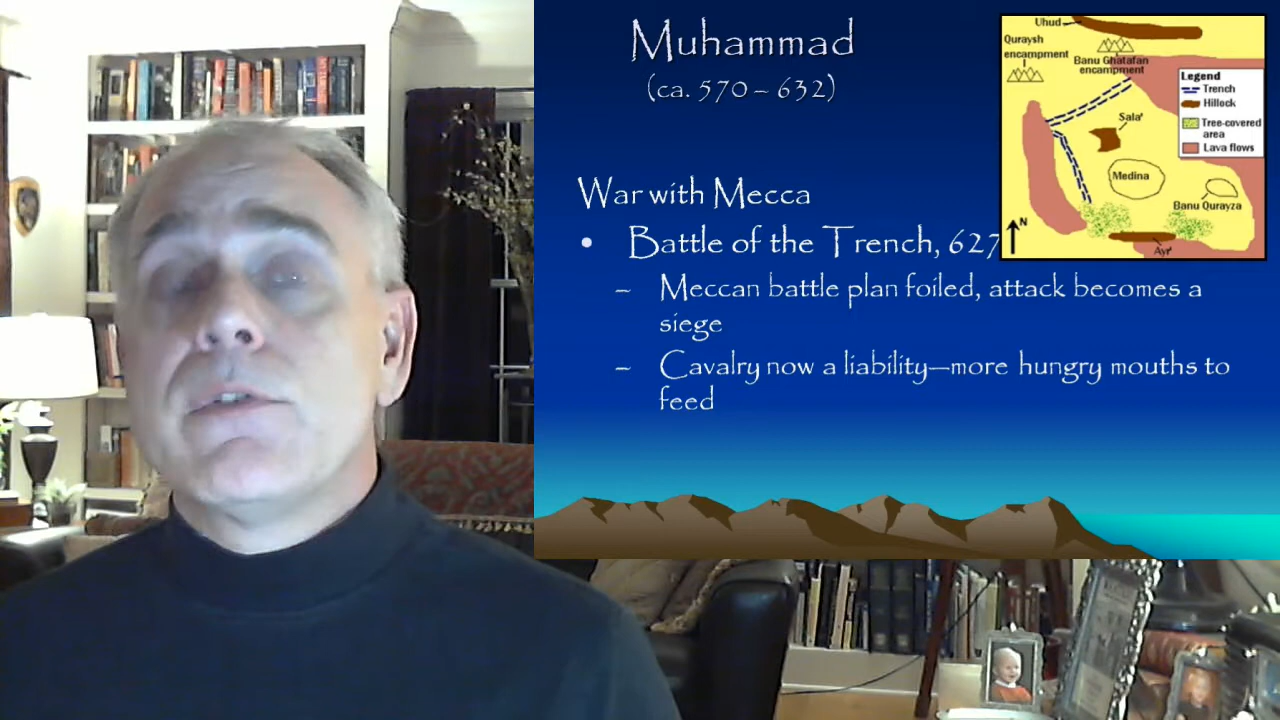 Muhammad
(ca. 570 – 632)
War with Mecca
• Battle of the Trench, 627
– Meccan battle plan foiled, attack becomes a
siege
– Cavalry now a liability—more hungry mouths to
feed
Uhud
Quraysh
encampment
Banu Ghatafan
encampment
Legend
Trench
Hillock
Tree-covered
area
Lava flows
Sala'
Medina
Banu Qurayza
N
Ayr'